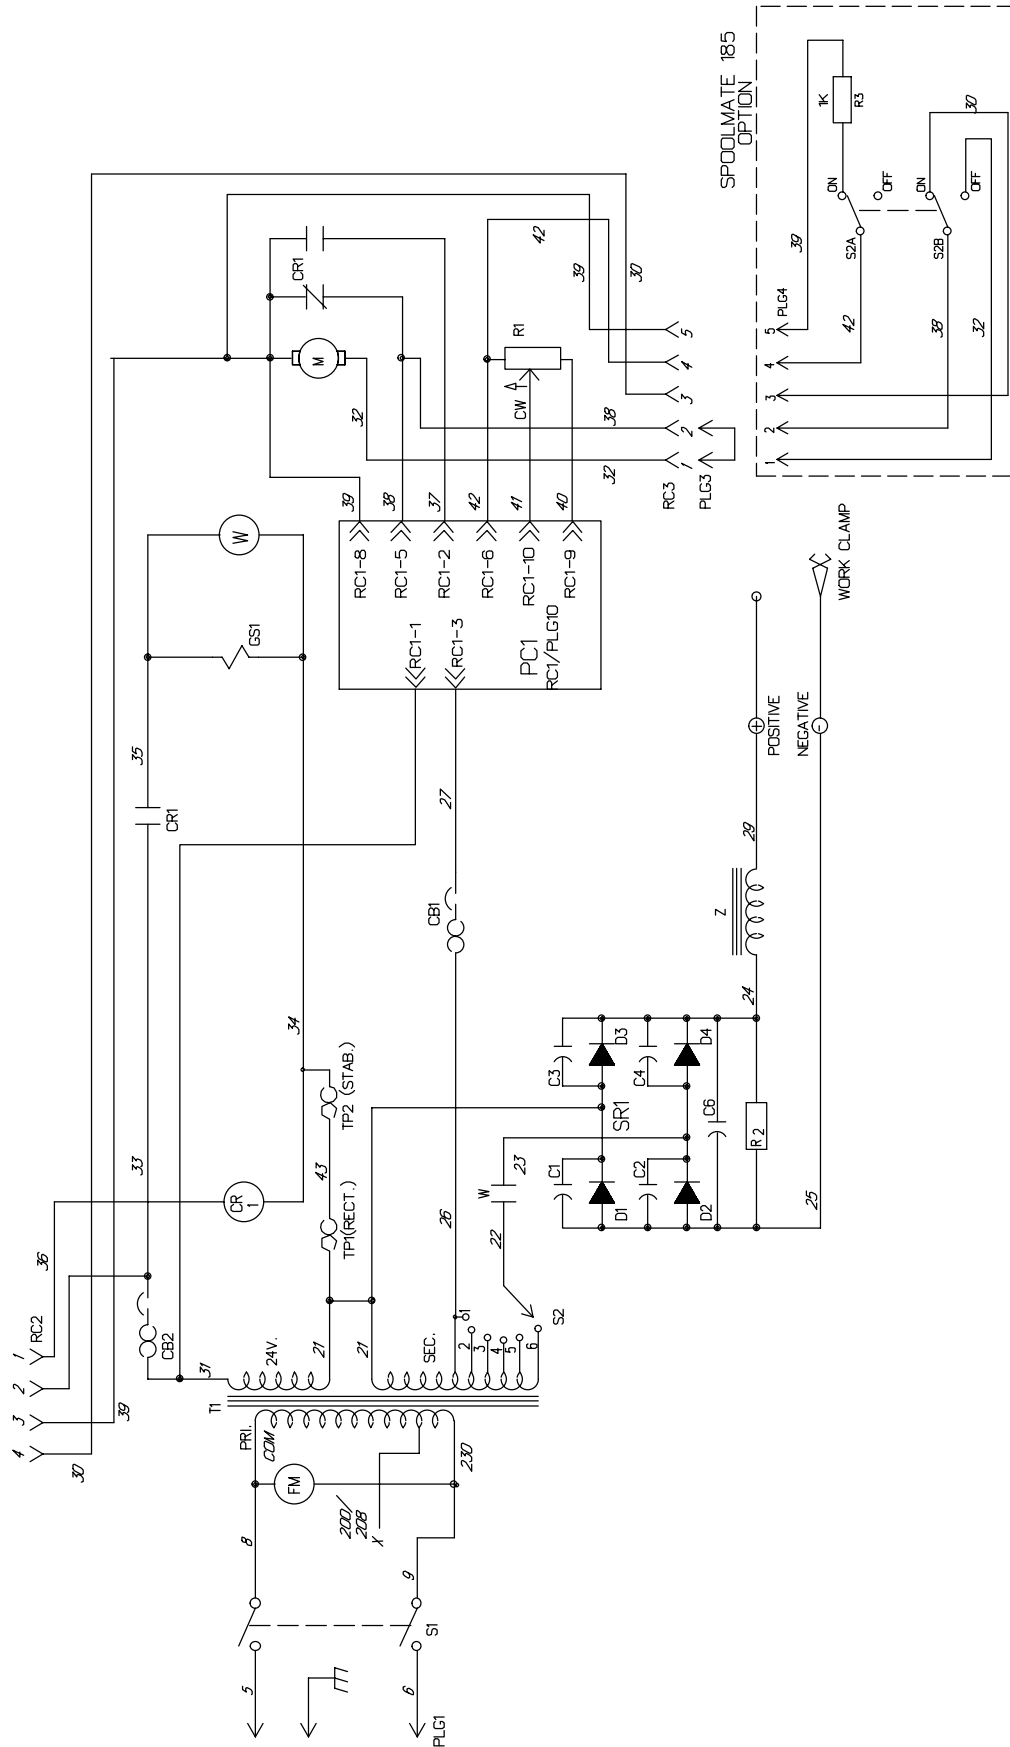 SPOOLMATE 185
OPTION
39
PLG4
5
4
3
2
1
42
38
32
30
1K
R3
ON
OFF
S2A
ON
OFF
S2B
42
39
30
5
4
3
2
1
RC3
PLG3
38
32
R1
CW
CR1
M
32
39
38
37
42
41
40
RC1-8
RC1-5
RC1-2
RC1-6
RC1-10
RC1-9
RC1-1
RC1-3
PC1
RC1/PLG10
W
GS1
35
CR1
27
CB1
34
33
TP2 (STAB.)
43
TP1(RECT.)
CR
1
36
26
RC2
1
2
3
4
CB2
31
39
30
T1
24V.
21
21
SEC.
1
2
3
4
5
6
S2
PRI.
COM
FM
230
200/
208
X
8
9
S1
5
6
PLG1
22
W
23
SR1
C1
D1
C2
D2
C3
D3
C4
D4
C6
R2
25
24
Z
29
+
POSITIVE
NEGATIVE
-
WORK CLAMP